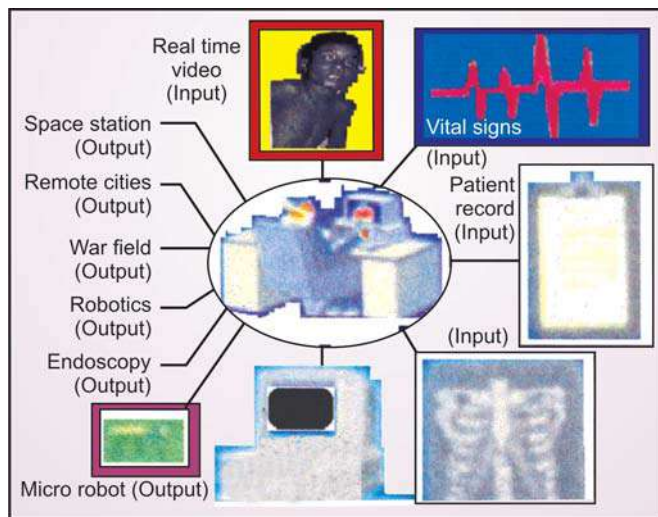 Real time
video
(Input)
Vital signs
(Input)
Space station
(Output)
Remote cities
(Output)
War field
(Output)
Robotics
(Output)
Endoscopy
(Output)
Patient
record
(Input)
(Input)
Micro robot (Output)